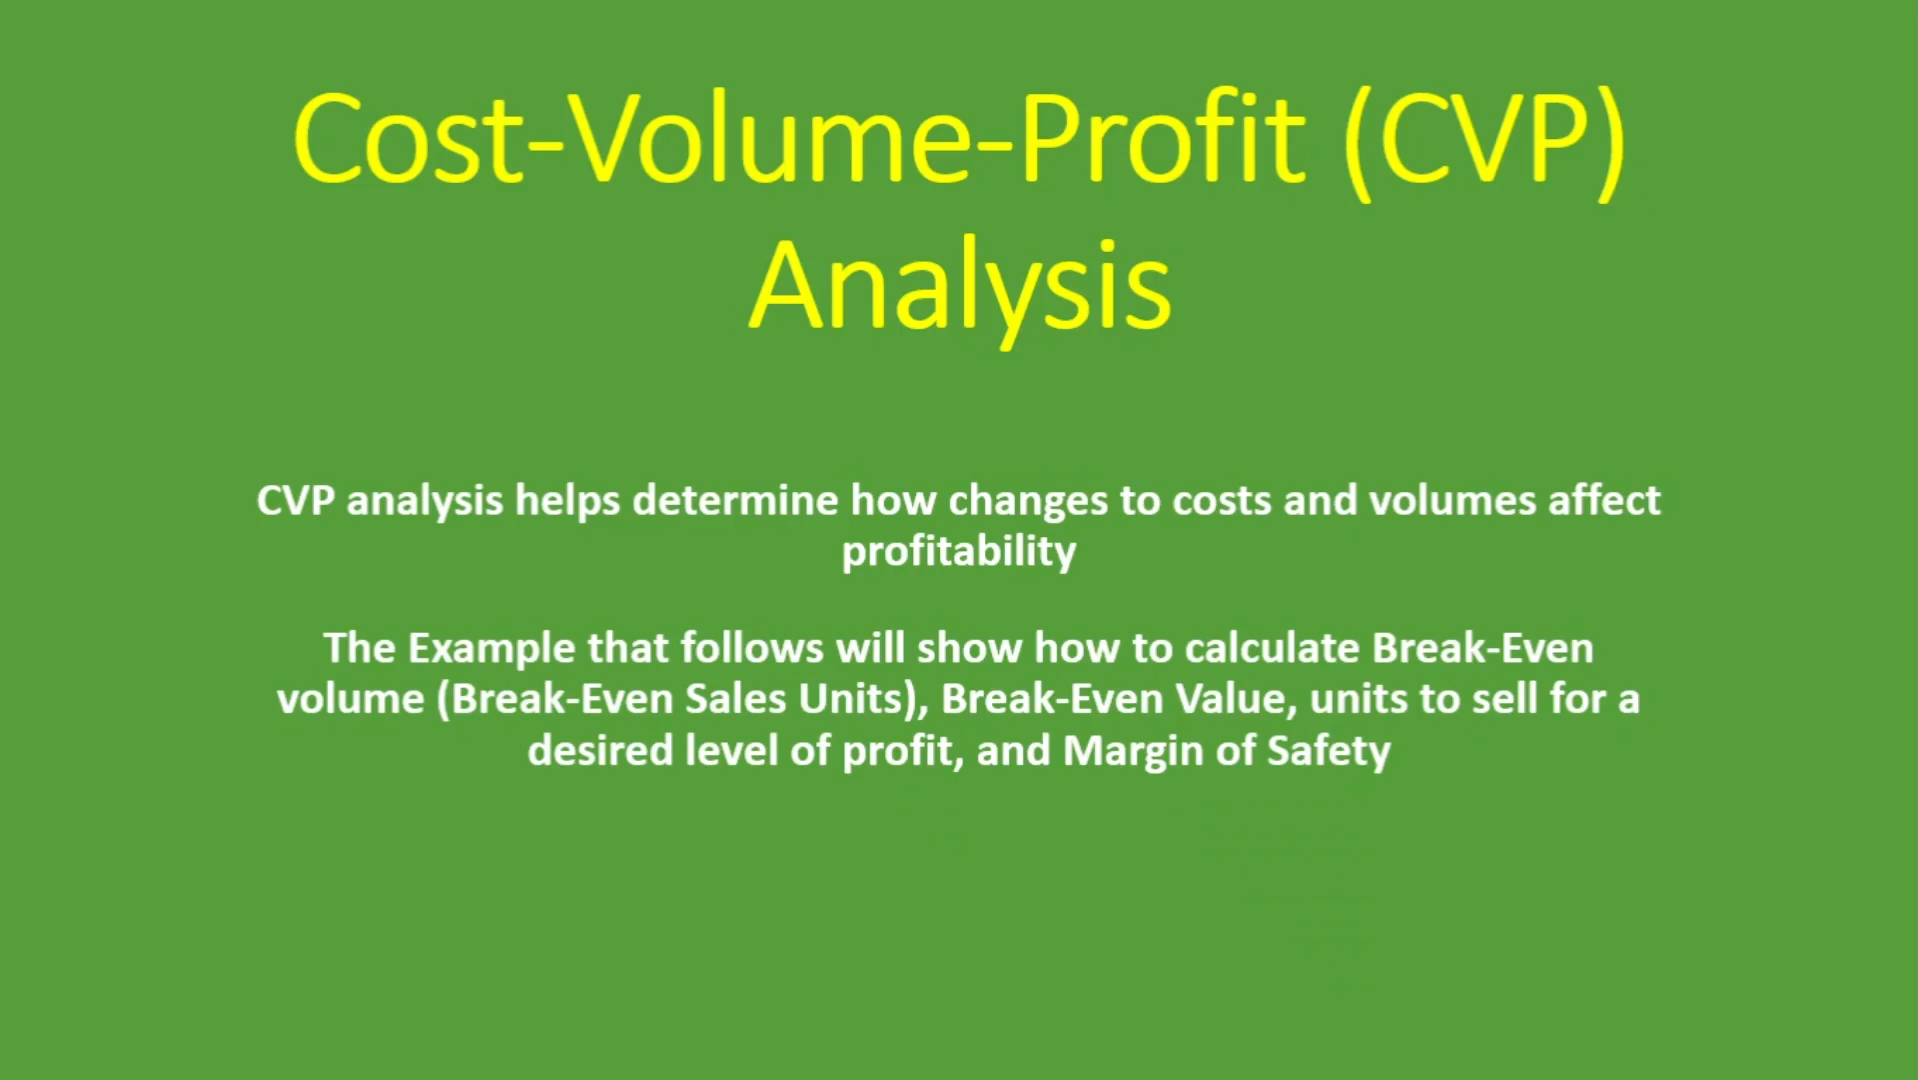 Cost-Volume-Profit (CVP)
Analysis
CVP analysis helps determine how changes to costs and volumes affect
profitability
The Example that follows will show how to calculate Break-Even
volume (Break-Even Sales Units), Break-Even Value, units to sell for a
desired level of profit, and Margin of Safety